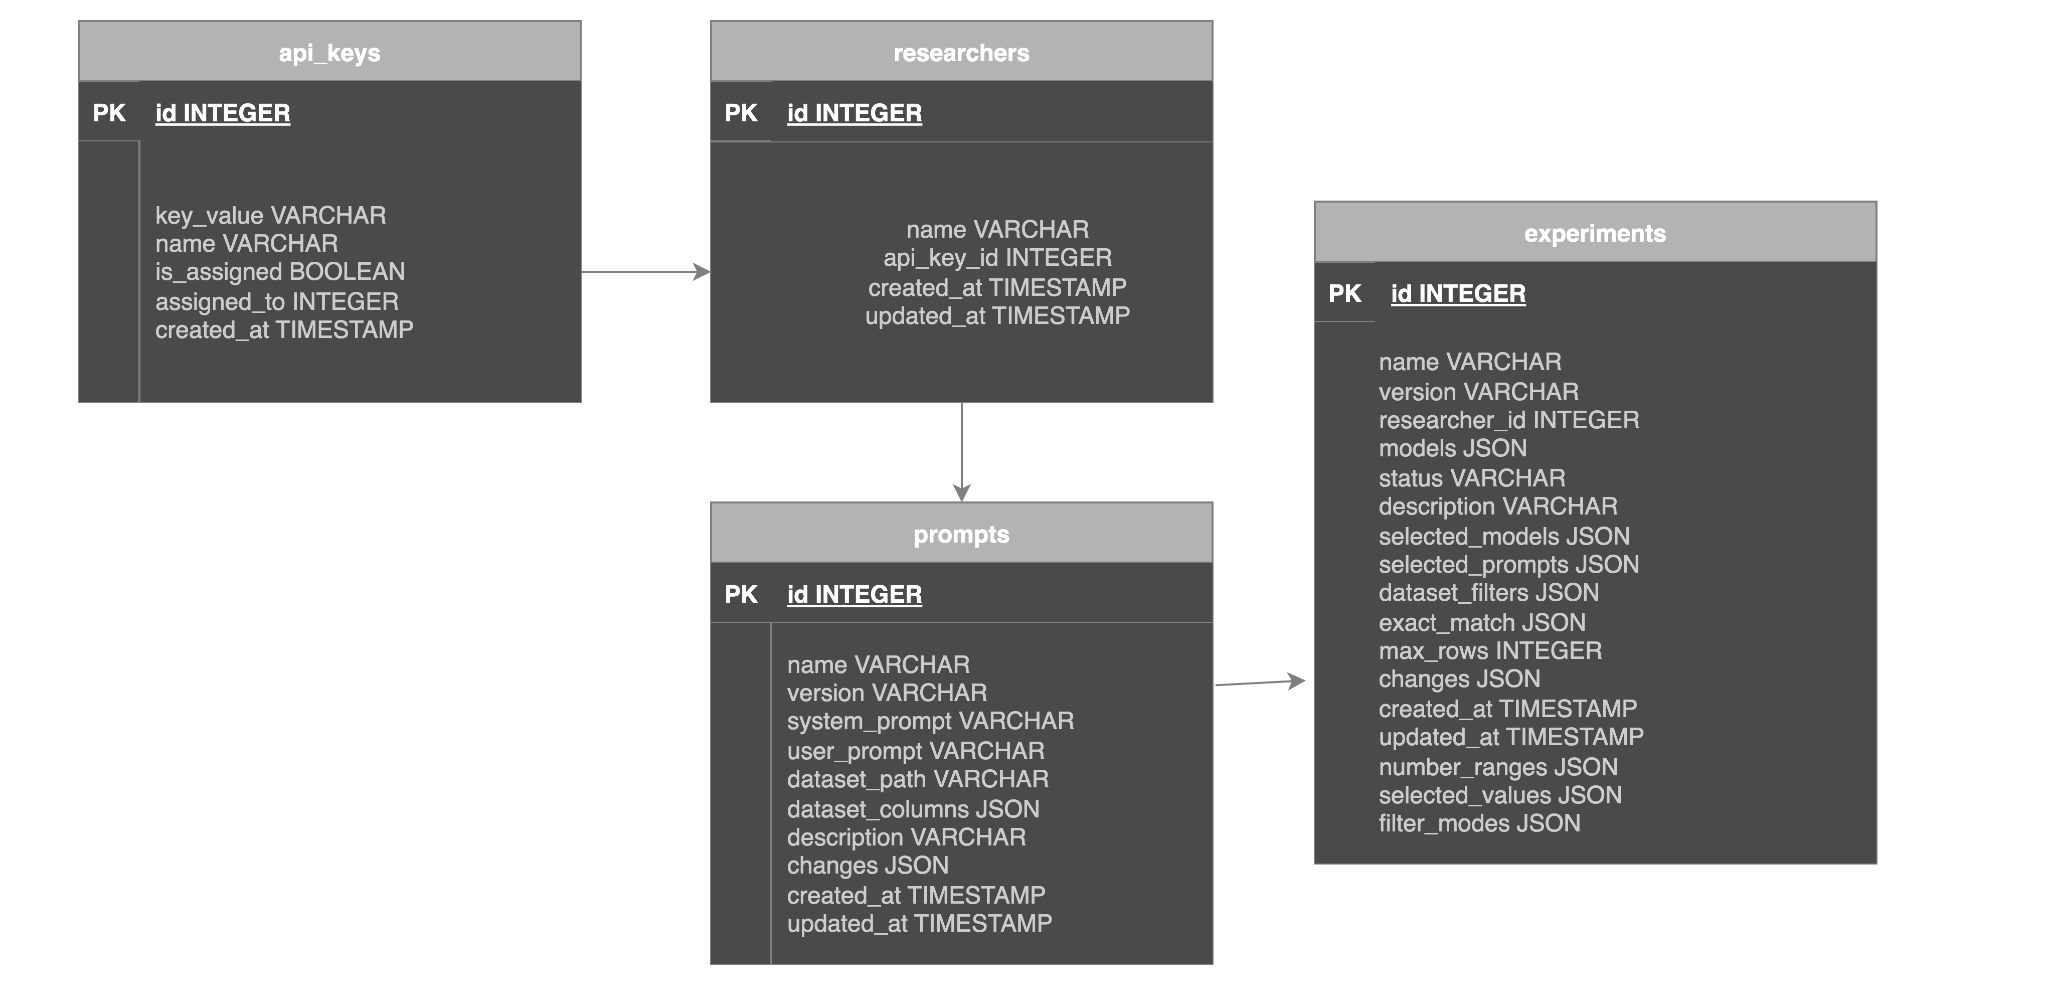 api_keys
PK id INTEGER
key_value VARCHAR
name VARCHAR
is_assigned BOOLEAN
assigned_to INTEGER
created_at TIMESTAMP
researchers
PK id INTEGER
name VARCHAR
api_key_id INTEGER
created_at TIMESTAMP
updated_at TIMESTAMP
prompts
PK id INTEGER
name VARCHAR
version VARCHAR
system_prompt VARCHAR
user_prompt VARCHAR
dataset_path VARCHAR
dataset_columns JSON
description VARCHAR
changes JSON
created_at TIMESTAMP
updated_at TIMESTAMP
experiments
PK id INTEGER
name VARCHAR
version VARCHAR
researcher_id INTEGER
models JSON
status VARCHAR
description VARCHAR
selected_models JSON
selected_prompts JSON
dataset_filters JSON
exact_match JSON
max_rows INTEGER
changes JSON
created_at TIMESTAMP
updated_at TIMESTAMP
number_ranges JSON
selected_values JSON
filter_modes JSON